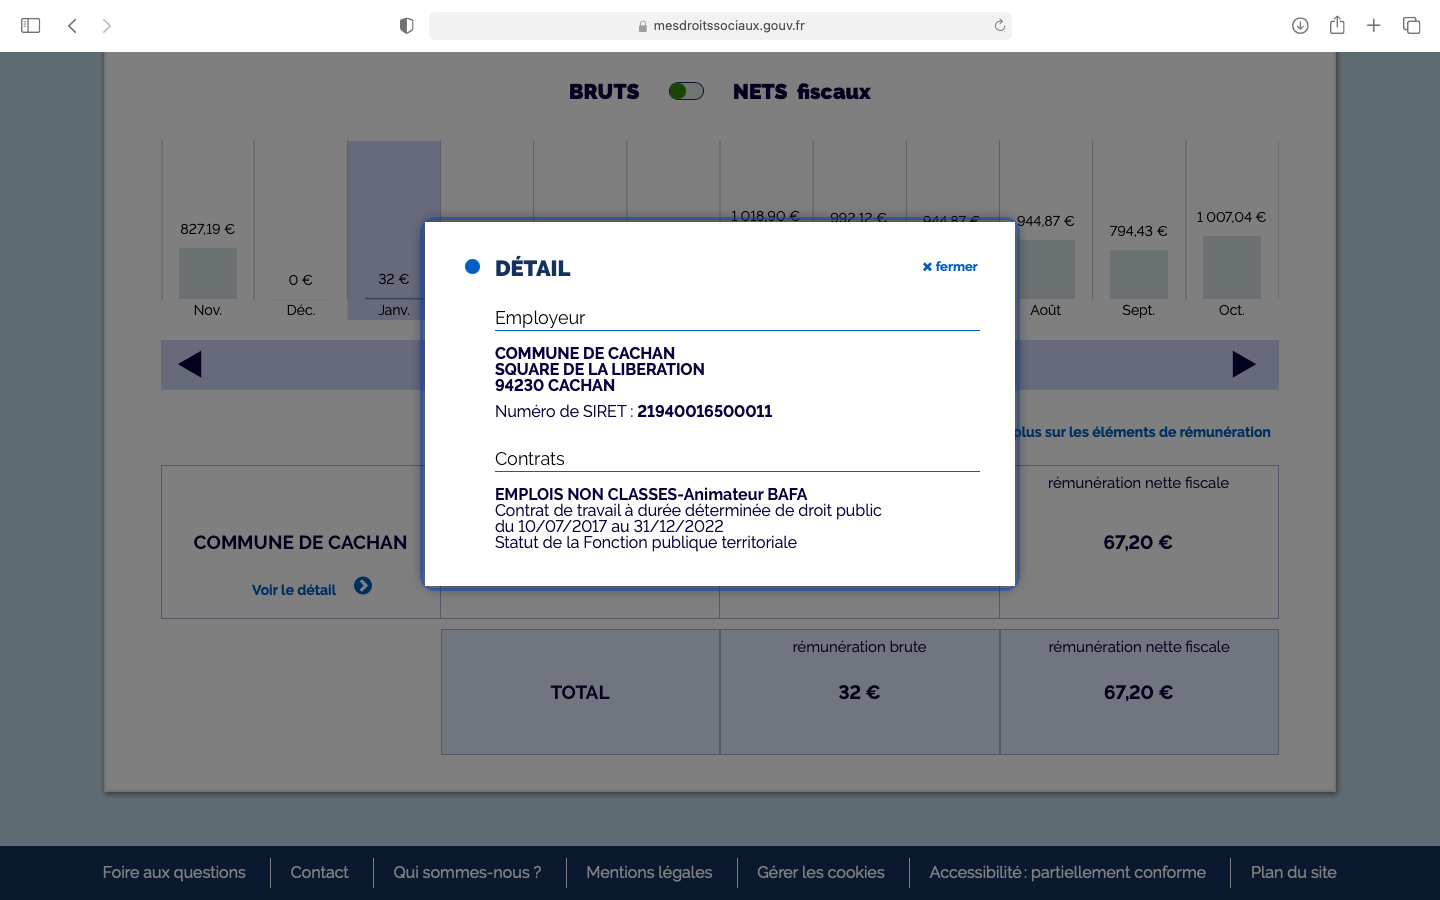 mesdroitssociaux.gouv.fr
BRUTS NETS fiscaux
827,19 € 0 € 32 € 1 018,90 € 992,12 € 944,87 € 944,87 € 794,43 € 1 007,04 €
Nov. Déc. Janv. Août Sept. Oct.
DÉTAIL
✖ fermer
Employeur
COMMUNE DE CACHAN
SQUARE DE LA LIBERATION
94230 CACHAN
Numéro de SIRET : 21940016500011
Contrats
EMPLOIS NON CLASSES-Animateur BAFA
Contrat de travail à durée déterminée de droit public
du 10/07/2017 au 31/12/2022
Statut de la Fonction publique territoriale
plus sur les éléments de rémunération
COMMUNE DE CACHAN
Voir le détail
rémunération nette fiscale
67,20 €
TOTAL
rémunération brute
32 €
rémunération nette fiscale
67,20 €
Foire aux questions Contact Qui sommes-nous ? Mentions légales Gérer les cookies Accessibilité : partiellement conforme Plan du site